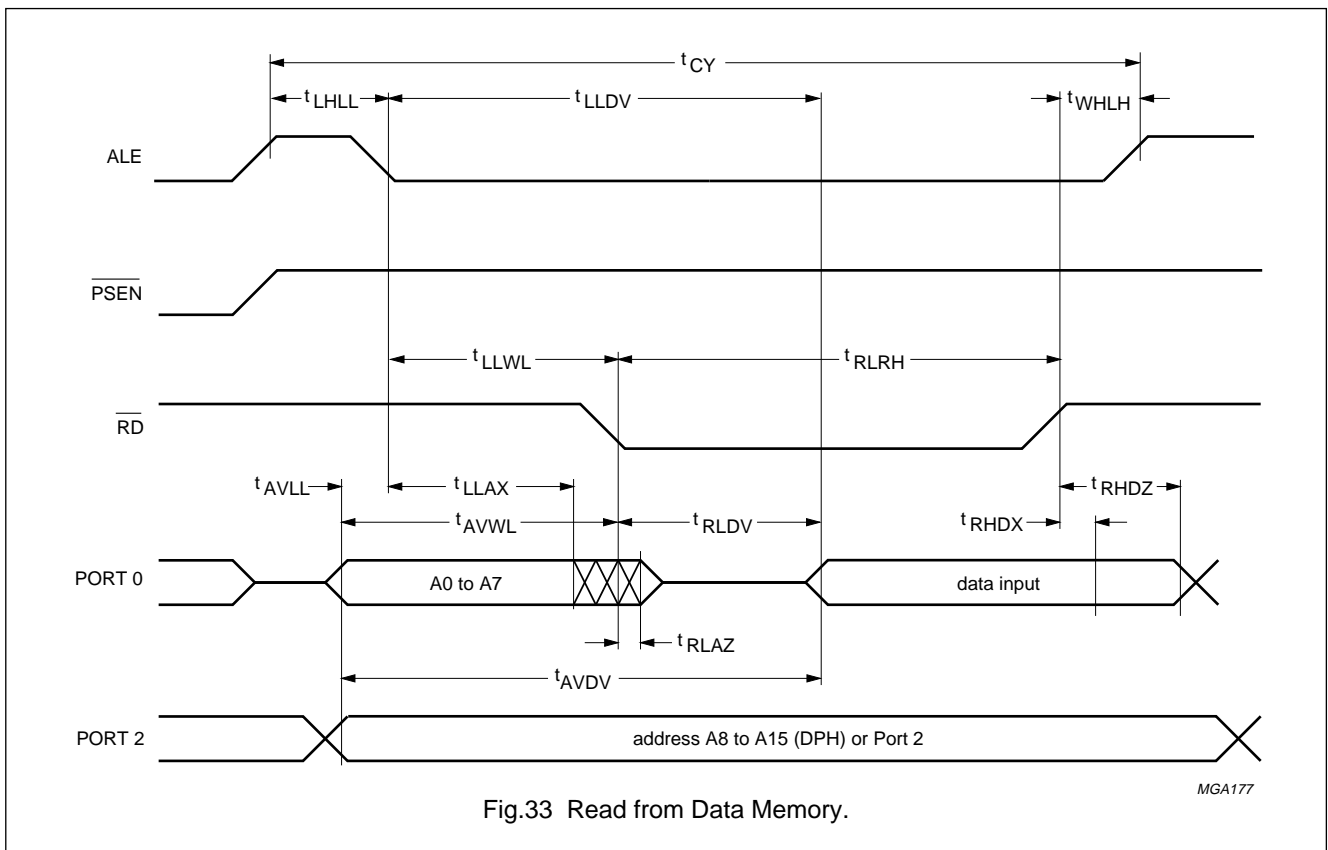 tCY
tLHLL tLLDV tWHLH
ALE
PSEN
tLLWL tRLRH
RD
tAVLL tLLAX tRHDZ
tAVWL tRLDV tRHDX
PORT 0 A0 to A7 data input
tRLAZ
tAVDV
PORT 2 address A8 to A15 (DPH) or Port 2
MGA177
Fig.33 Read from Data Memory.